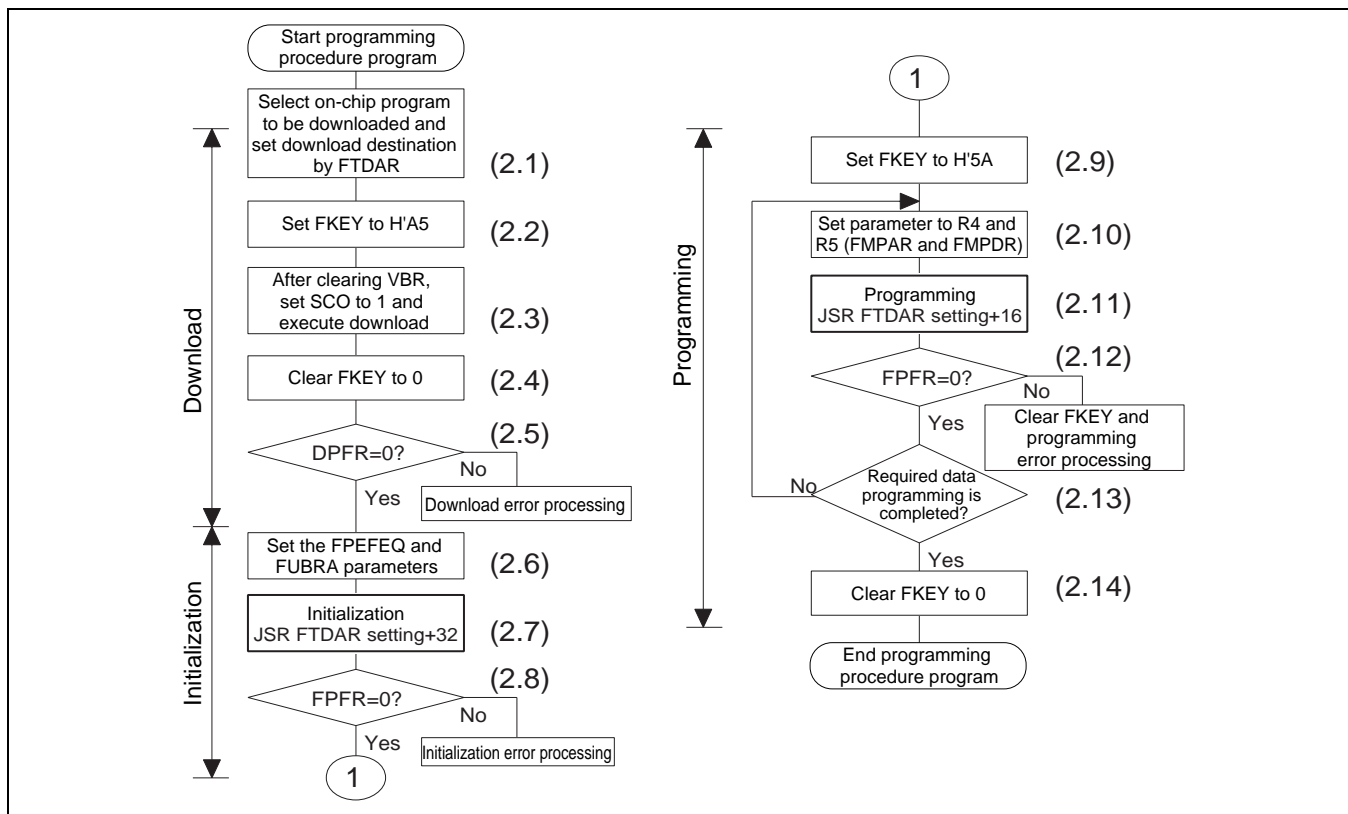 Start programming
procedure program
Select on-chip program
to be downloaded and
set download destination
by FTDAR
(2.1)
Set FKEY to H'A5
(2.2)
After clearing VBR,
set SCO to 1 and
execute download
(2.3)
Clear FKEY to 0
(2.4)
DPFR=0?
(2.5)
No
Yes
Download error processing
Download
Set the FPEFEQ and
FUBRA parameters
(2.6)
Initialization
JSR FTDAR setting+32
(2.7)
FPFR=0?
(2.8)
No
Yes
Initialization error processing
1
Initialization
1
Set FKEY to H'5A
(2.9)
Set parameter to R4 and
R5 (FMPAR and FMPDR)
(2.10)
Programming
JSR FTDAR setting+16
(2.11)
FPFR=0?
(2.12)
No
Yes
Clear FKEY and
programming
error processing
Required data
programming is
completed?
(2.13)
No
Yes
Clear FKEY to 0
(2.14)
End programming
procedure program
Programming